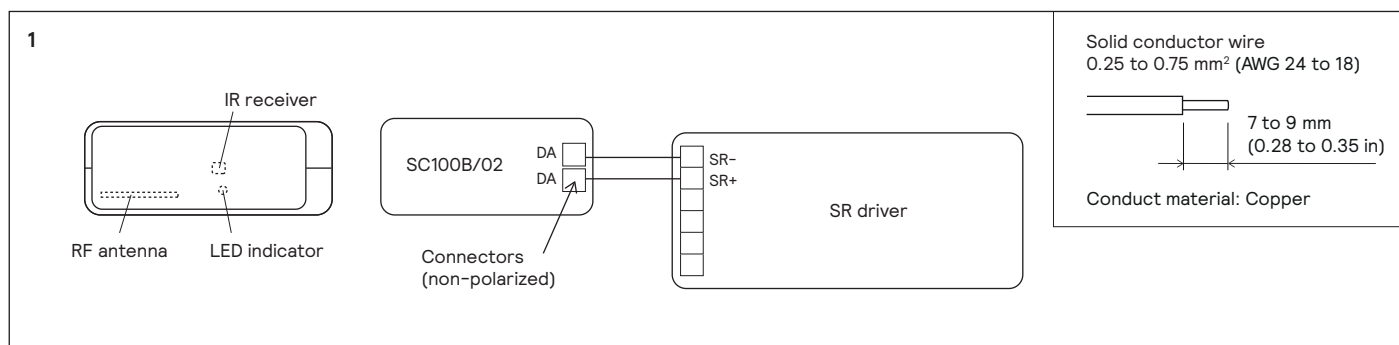 1
IR receiver
RF antenna
LED indicator
SC100B/02
DA
DA
Connectors
(non-polarized)
SR-
SR+
SR driver
Solid conductor wire
0.25 to 0.75 mm² (AWG 24 to 18)
7 to 9 mm
(0.28 to 0.35 in)
Conduct material: Copper